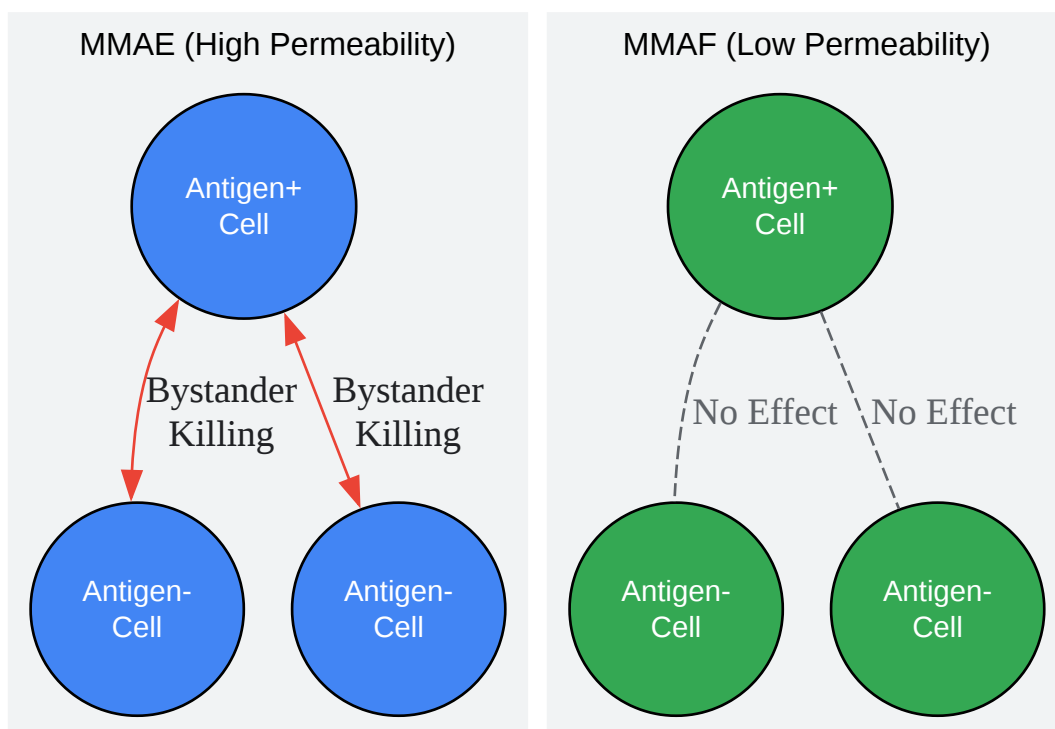 MMAE (High Permeability)
Antigen+
Cell
Bystander
Killing
Bystander
Killing
Antigen-
Cell
Antigen-
Cell
MMAF (Low Permeability)
Antigen+
Cell
No Effect
No Effect
Antigen-
Cell
Antigen-
Cell